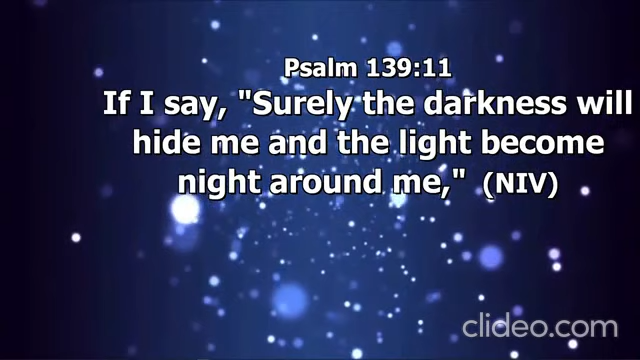 Psalm 139:11
If I say, "Surely the darkness will
hide me and the light become
night around me,"  (NIV)
clideo.com